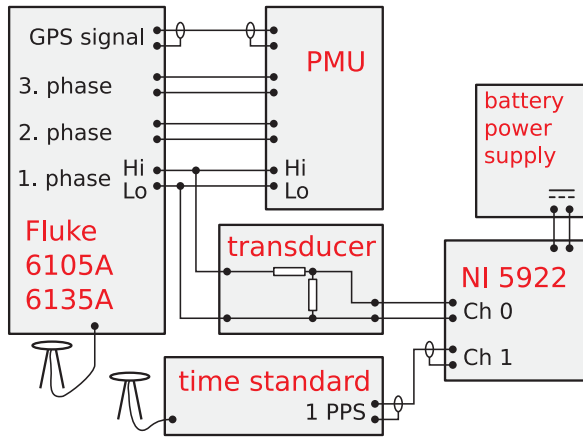 GPS signal
3. phase
2. phase
1. phase
Hi
Lo
Fluke
6105A
6135A
PMU
Hi
Lo
battery
power
supply
transducer
NI 5922
Ch 0
Ch 1
time standard
1 PPS